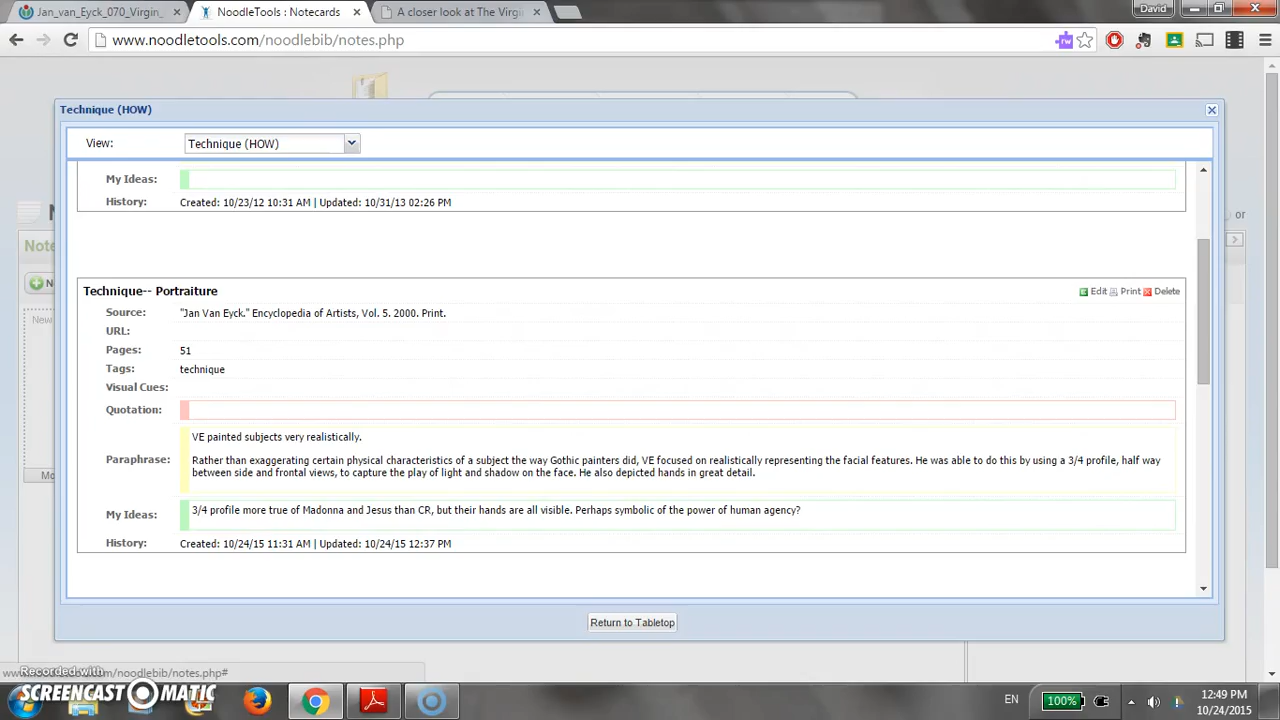 Jan_van_Eyck_070_Virgin_
NoodleTools : Notecards
A closer look at The Virgi
David
www.noodletools.com/noodlebib/notes.php
Technique (HOW)
View:
Technique (HOW)
My Ideas:
History:
Created: 10/23/12 10:31 AM | Updated: 10/31/13 02:26 PM
or
Note
N
New
Mo
Technique-- Portraiture
Edit Print Delete
Source:
"Jan Van Eyck." Encyclopedia of Artists, Vol. 5. 2000. Print.
URL:
Pages:
51
Tags:
technique
Visual Cues:
Quotation:
VE painted subjects very realistically.
Paraphrase:
Rather than exaggerating certain physical characteristics of a subject the way Gothic painters did, VE focused on realistically representing the facial features. He was able to do this by using a 3/4 profile, half way
between side and frontal views, to capture the play of light and shadow on the face. He also depicted hands in great detail.
My Ideas:
3/4 profile more true of Madonna and Jesus than CR, but their hands are all visible. Perhaps symbolic of the power of human agency?
History:
Created: 10/24/15 11:31 AM | Updated: 10/24/15 12:37 PM
Return to Tabletop
Recorded with
/noodlebib/notes.php#
SCREENCAST MATIC
EN
100%
12:49 PM
10/24/2015